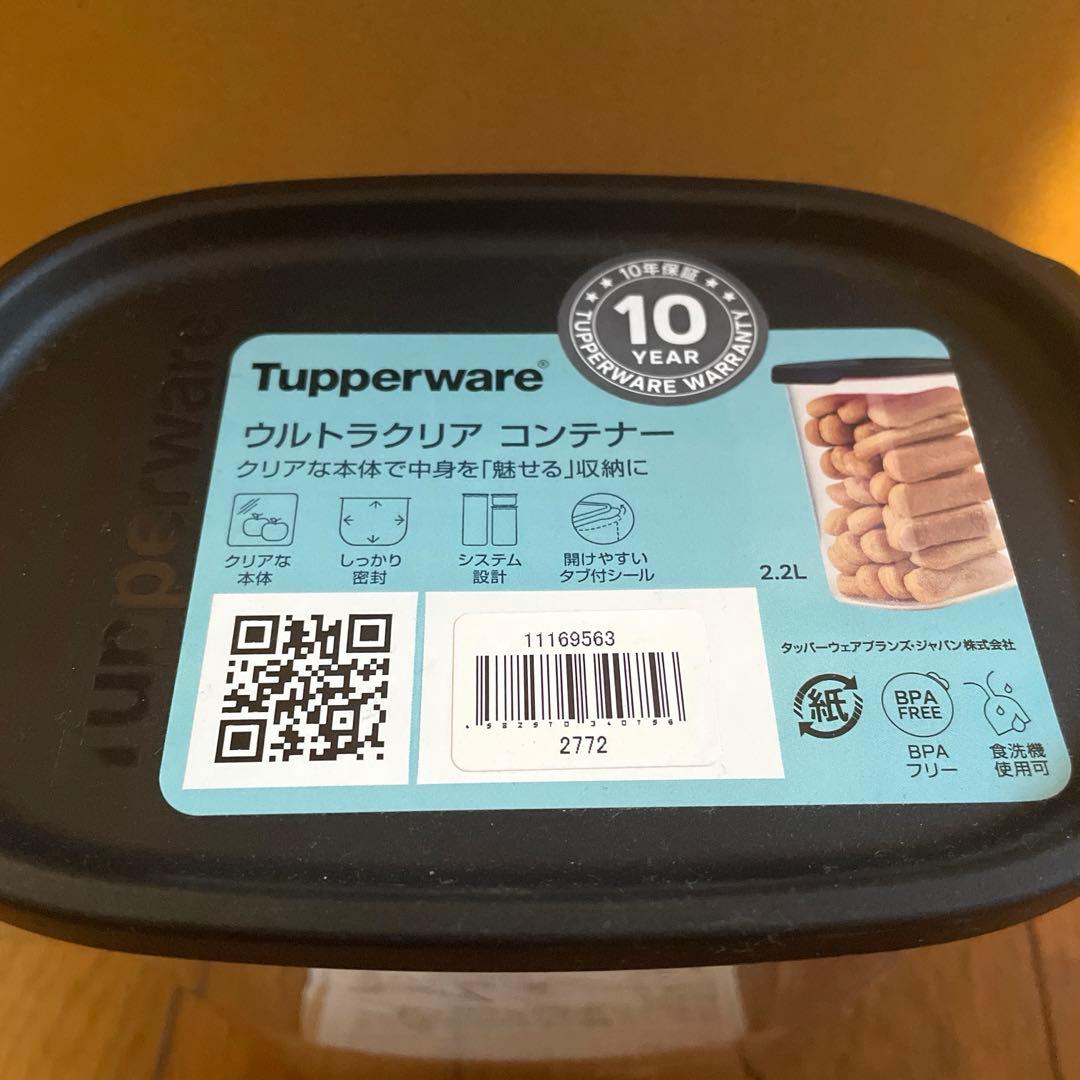 Tupperware
10年保証
10
YEAR
TUPPERWARE WARRANTY
Tupperware®
ウルトラクリア コンテナー
クリアな本体で中身を「魅せる」収納に
クリアな
本体
しっかり
密封
システム
設計
開けやすい
タブ付シール
2.2L
11169563
4582970340796
2772
タッパーウェアブランズ・ジャパン株式会社
紙
BPA
FREE
BPA
フリー
食洗機
使用可